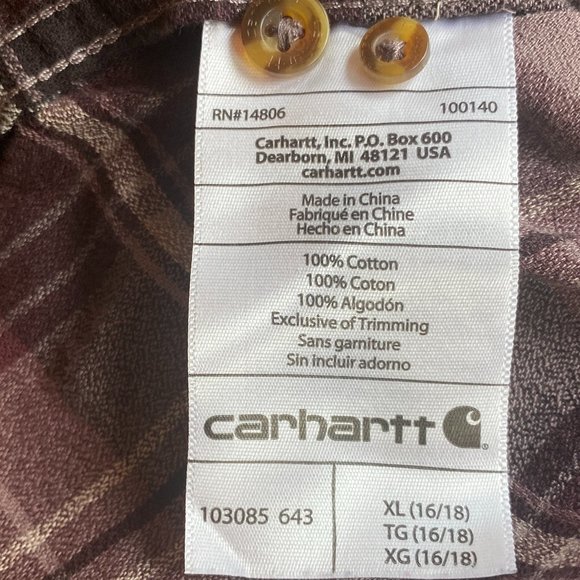 RN#14806 100140
Carhartt, Inc. P.O. Box 600
Dearborn, MI 48121 USA
carhartt.com
Made in China
Fabriqué en Chine
Hecho en China
100% Cotton
100% Coton
100% Algodón
Exclusive of Trimming
Sans garniture
Sin incluir adorno
carhartt
103085 643
XL (16/18)
TG (16/18)
XG (16/18)